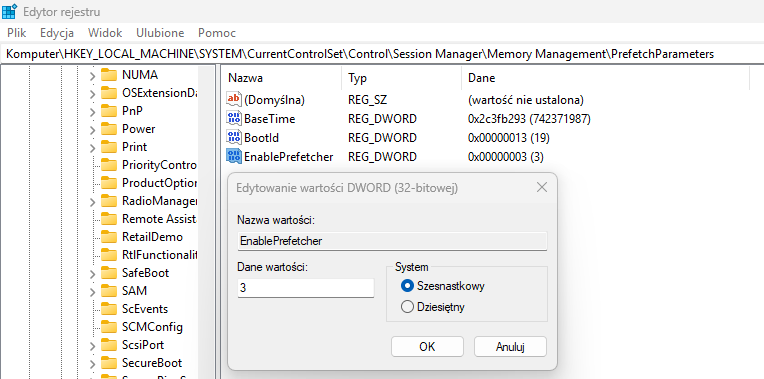 Edytor rejestru
Plik Edycja Widok Ulubione Pomoc
Komputer\HKEY_LOCAL_MACHINE\SYSTEM\CurrentControlSet\Control\Session Manager\Memory Management\PrefetchParameters
NUMA
OSExtensionDa
PnP
Power
Print
PriorityContro
ProductOption
RadioManager
Remote Assist
RetailDemo
RtlFunctionalit
SafeBoot
SAM
ScEvents
SCMConfig
ScsiPort
SecureBoot
Nazwa Typ Dane
(Domyślna) REG_SZ (wartość nie ustalona)
BaseTime REG_DWORD 0x2c3fb293 (742371987)
BootId REG_DWORD 0x00000013 (19)
EnablePrefetcher REG_DWORD 0x00000003 (3)
Edytowanie wartości DWORD (32-bitowej)
Nazwa wartości:
EnablePrefetcher
Dane wartości:
3
System
Szesnastkowy
Dziesiętny
OK Anuluj